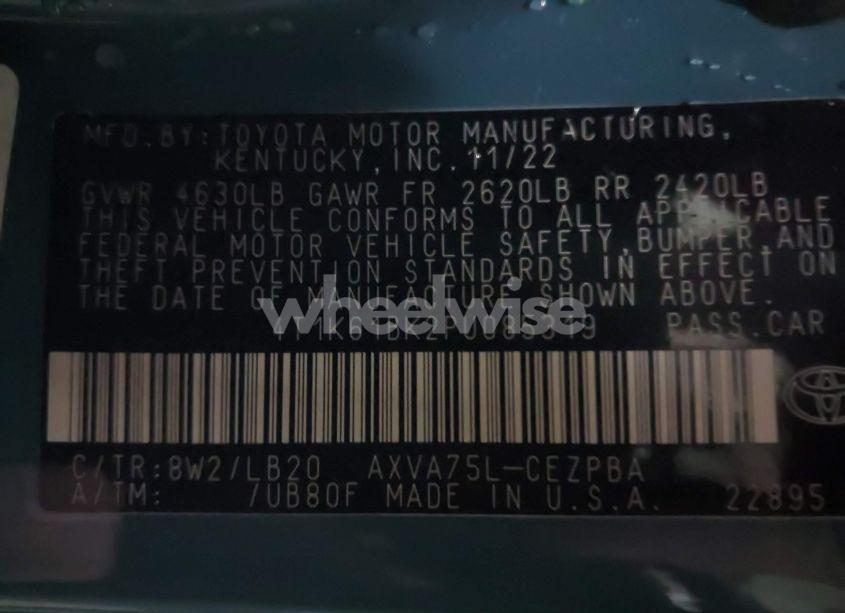 MFD.BY:TOYOTA MOTOR MANUFACTURING,
KENTUCKY,INC.11/22
GVWR 4630LB GAWR FR 2620LB RR 2420LB
THIS VEHICLE CONFORMS TO ALL APPLICABLE
FEDERAL MOTOR VEHICLE SAFETY,BUMPER,AND
THEFT PREVENTION STANDARDS IN EFFECT ON
THE DATE OF MANUFACTURE SHOWN ABOVE.
wheelwise
PASS.CAR
C/TR:8W2/LB20 AXVA75L-CEZPBA
A/TM: 7UB80F MADE IN U.S.A. 22895